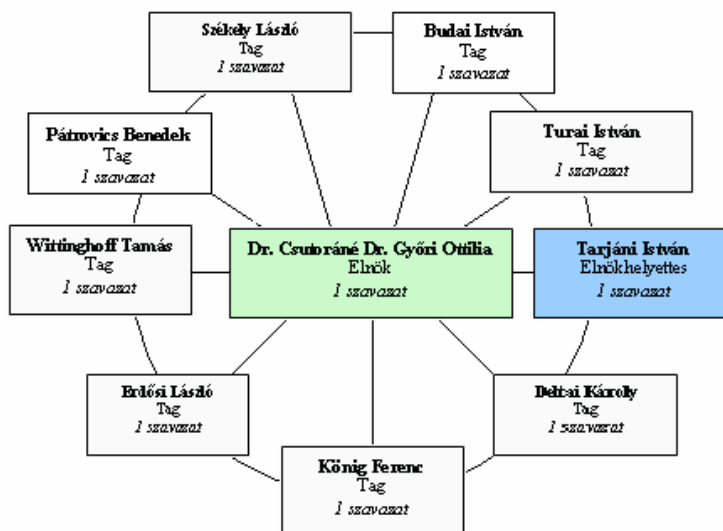 Székely László
Tag
1 szavazat
Budai István
Tag
1 szavazat
Pátrovics Benedek
Tag
1 szavazat
Turai István
Tag
1 szavazat
Wittinghoff Tamás
Tag
1 szavazat
Dr. Csutoráné Dr. Győri Ottilia
Elnök
1 szavazat
Tarjáni István
Elnökhelyettes
1 szavazat
Erdősi László
Tag
1 szavazat
Károly
Tag
1 szavazat
König Ferenc
Tag
1 szavazat